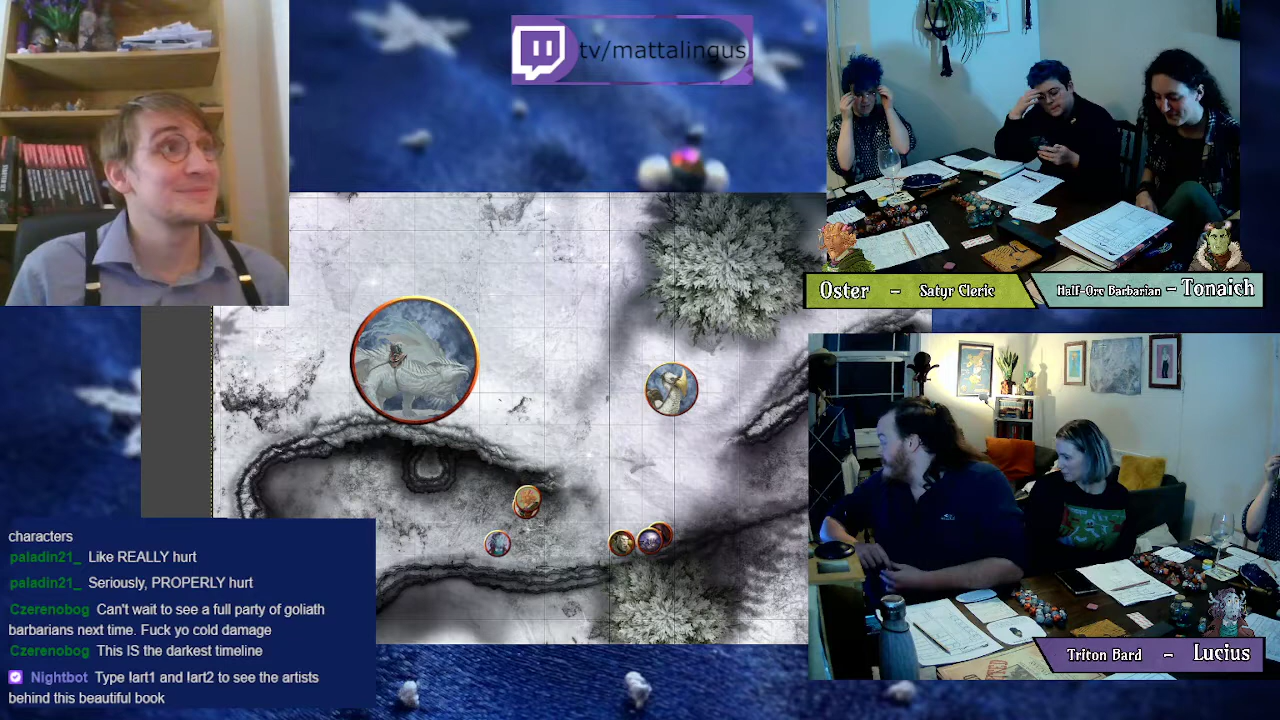 tv/mattalingus
Oster - Satyr Cleric
Half-Orc Barbarian - Tonaich
characters
paladin21_ Like REALLY hurt
paladin21_ Seriously, PROPERLY hurt
Czerenobog Can't wait to see a full party of goliath
barbarians next time. Fuck yo cold damage
Czerenobog This IS the darkest timeline
Nightbot Type !art1 and !art2 to see the artists
behind this beautiful book
Triton Bard - Lucius